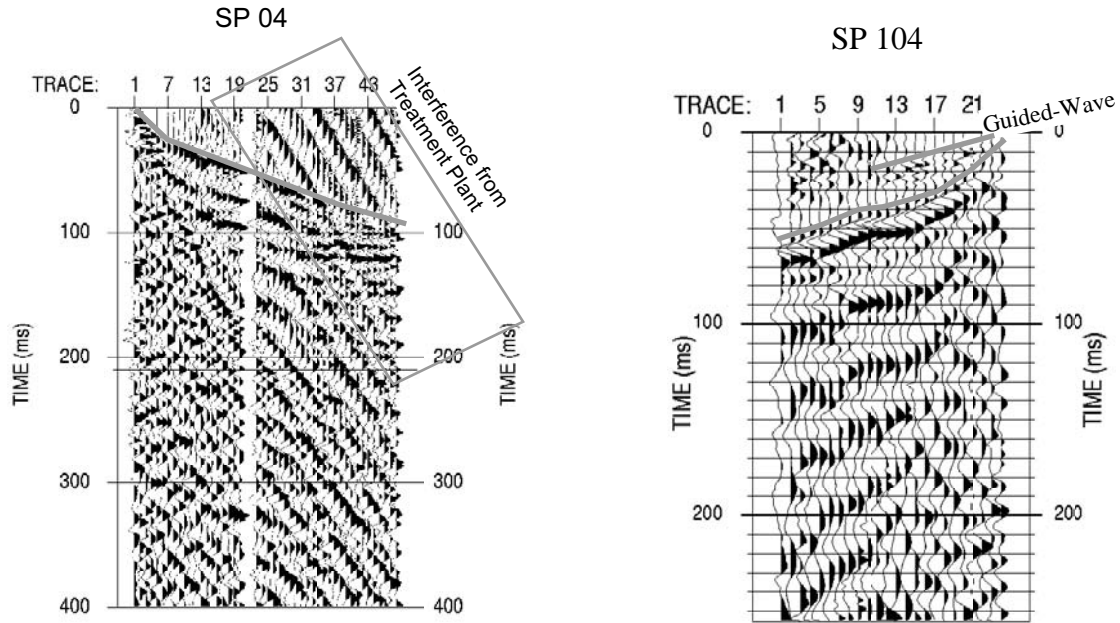 SP 04
TRACE: 1 7 13 19 25 31 37 43
Interference from
Treatment Plant
0
100 100
200 200
300 300
400 400
TIME (ms) TIME (ms)
SP 104
TRACE: 1 5 9 13 17 21
Guided-Wave
0 0
100 100
200 200
TIME (ms) TIME (ms)